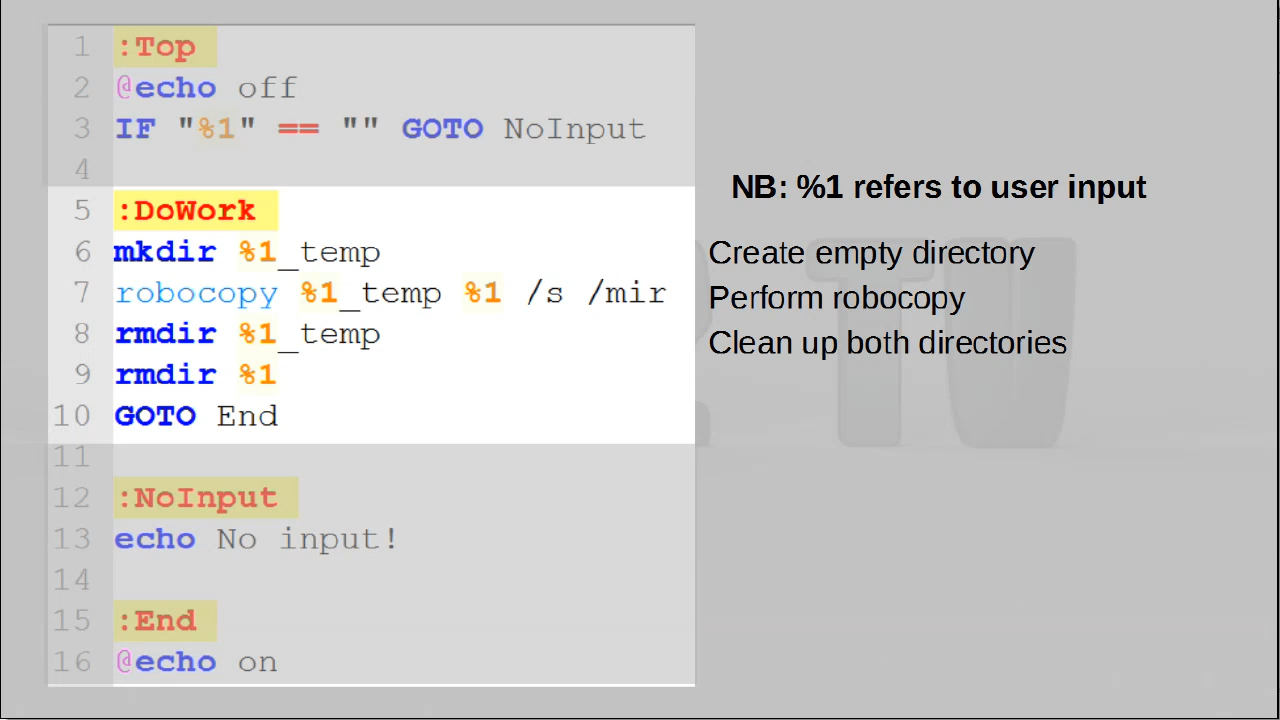 1 :Top
2 @echo off
3 IF "%1" == "" GOTO NoInput
4
5 :DoWork
6 mkdir %1_temp
7 robocopy %1_temp %1 /s /mir
8 rmdir %1_temp
9 rmdir %1
10 GOTO End
11
12 :NoInput
13 echo No input!
14
15 :End
16 @echo on
NB: %1 refers to user input
Create empty directory
Perform robocopy
Clean up both directories